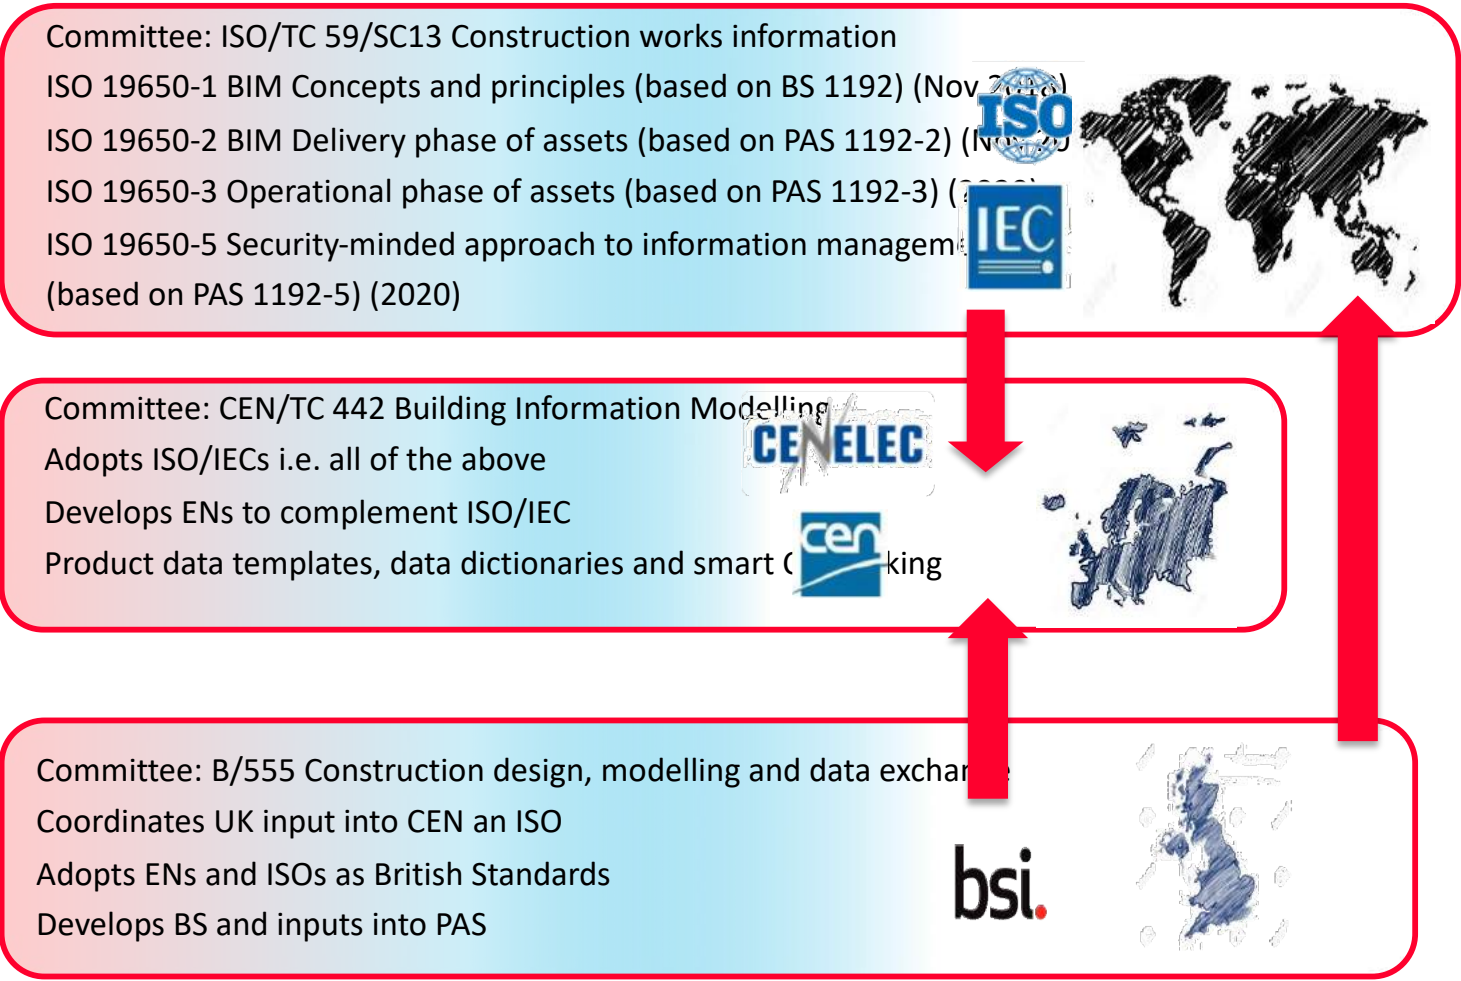 Committee: ISO/TC 59/SC13 Construction works information
ISO 19650-1 BIM Concepts and principles (based on BS 1192) (Nov
ISO
ISO 19650-2 BIM Delivery phase of assets (based on PAS 1192-2)
ISO 19650-3 Operational phase of assets (based on PAS 1192-3)
IEC
ISO 19650-5 Security-minded approach to information
(based on PAS 1192-5) (2020)
Committee: CEN/TC 442 Building Information Modelling
CENELEC
Adopts ISO/IECs i.e. all of the above
Develops ENs to complement ISO/IEC
cen
Product data templates, data dictionaries and smart
Committee: B/555 Construction design, modelling and data
Coordinates UK input into CEN an ISO
Adopts ENs and ISOs as British Standards
bsi.
Develops BS and inputs into PAS